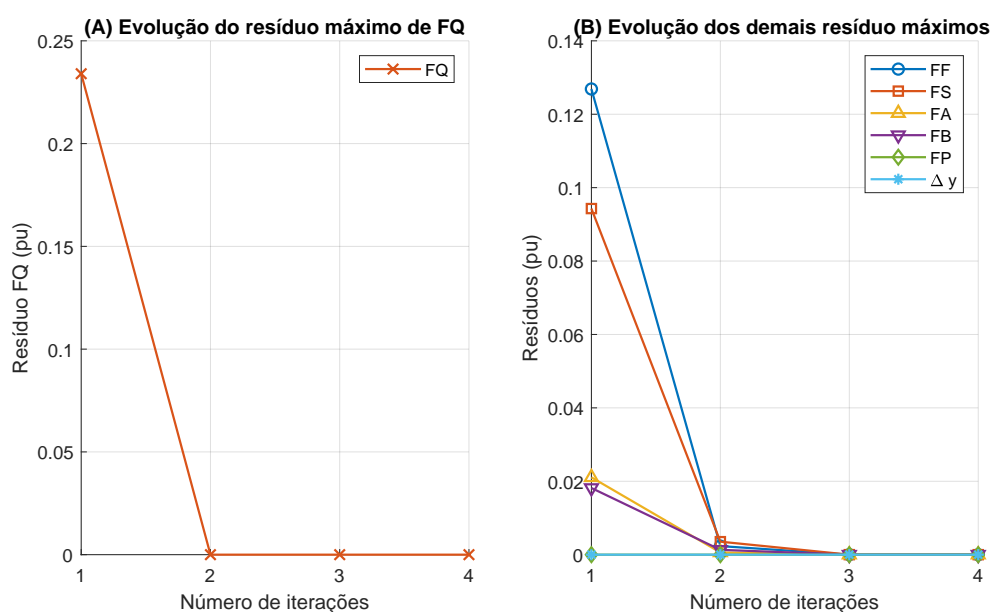 (A) Evolução do resíduo máximo de FQ
0.25
0.2
0.15
0.1
0.05
0
1
2
3
4
Resíduo FQ (pu)
Número de iterações
FQ
(B) Evolução dos demais resíduo máximos
0.14
0.12
0.1
0.08
0.06
0.04
0.02
0
1
2
3
4
Resíduos (pu)
Número de iterações
FF
FS
FA
FB
FP
Δ y